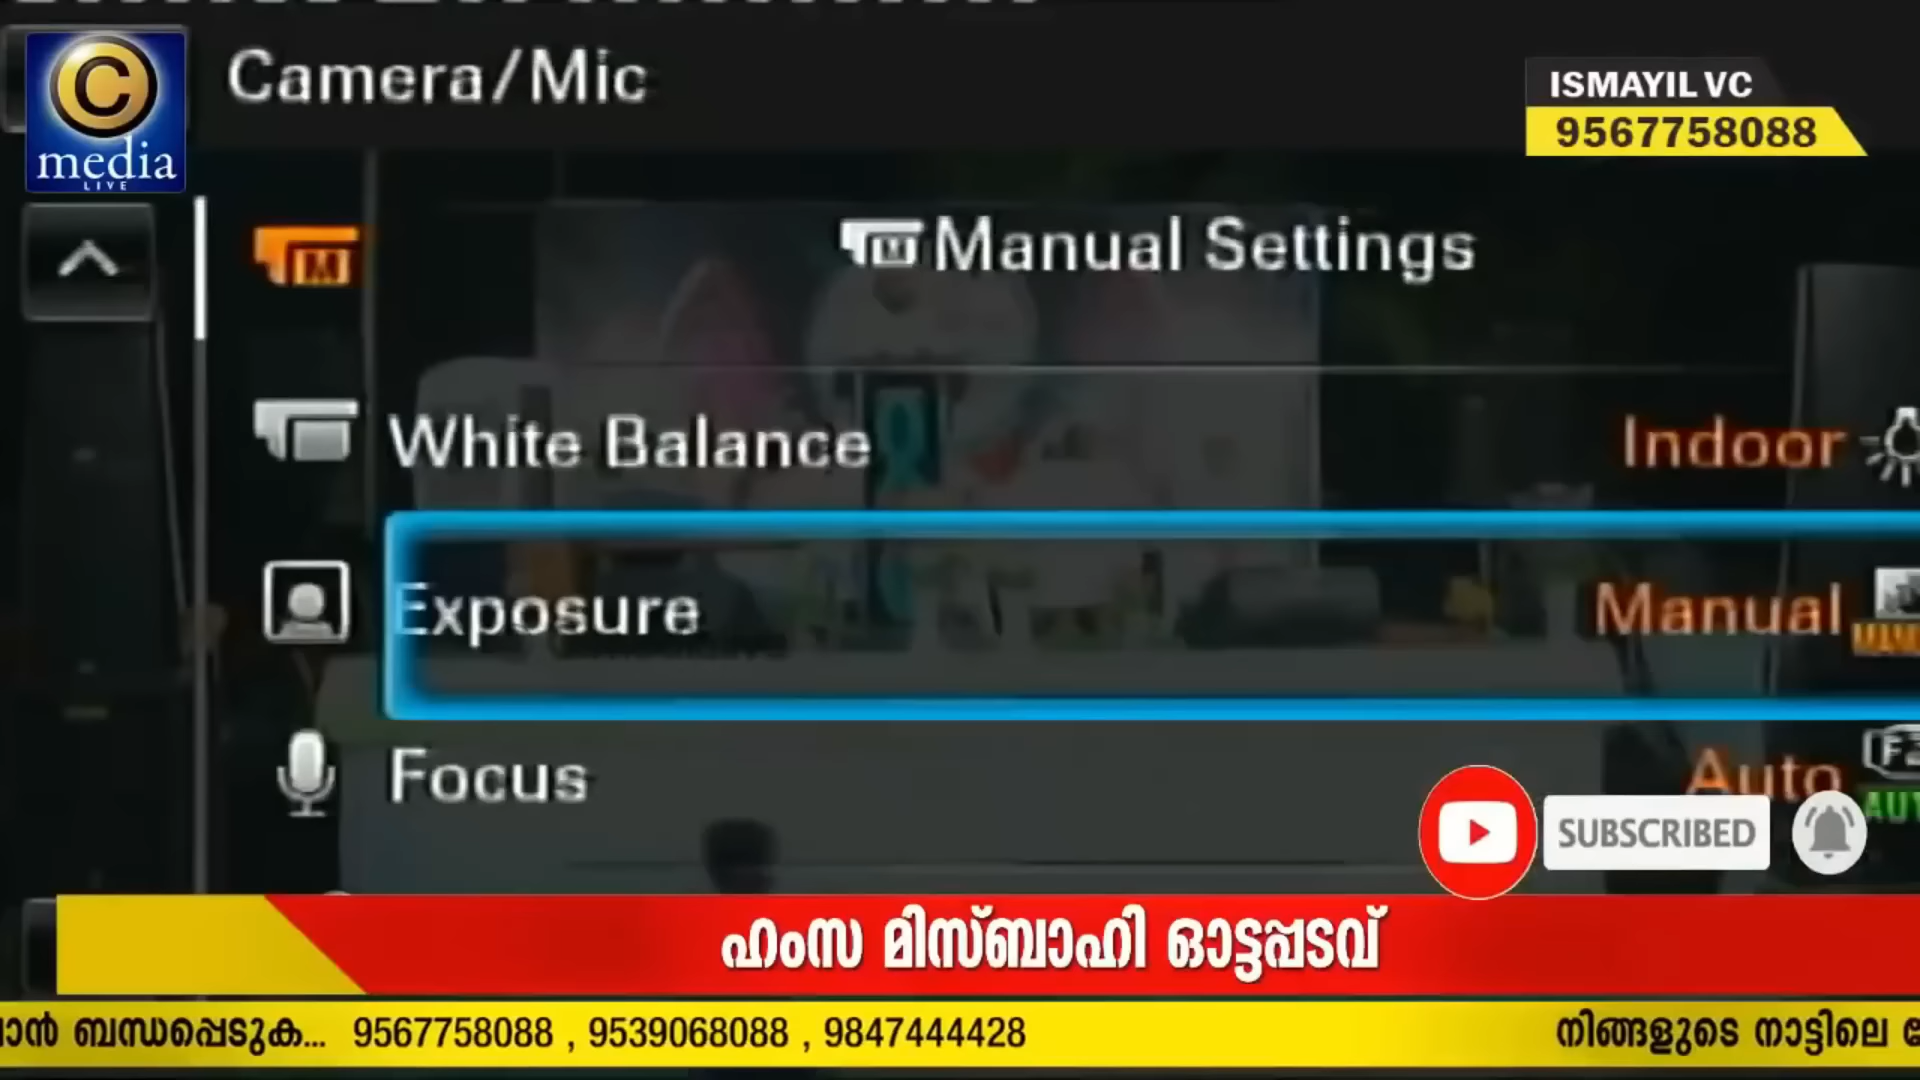 C
media
LIVE
Camera/Mic
ISMAYIL VC
9567758088
Manual Settings
White Balance
Indoor
Exposure
Manual
Focus
Auto
SUBSCRIBED
ഹംസ മിസ്ബാഹി ഓട്ടപ്പടവ്
ബന്ധപ്പെടുക... 9567758088 , 9539068088 , 9847444428
നിങ്ങളുടെ നാട്ടിലെ